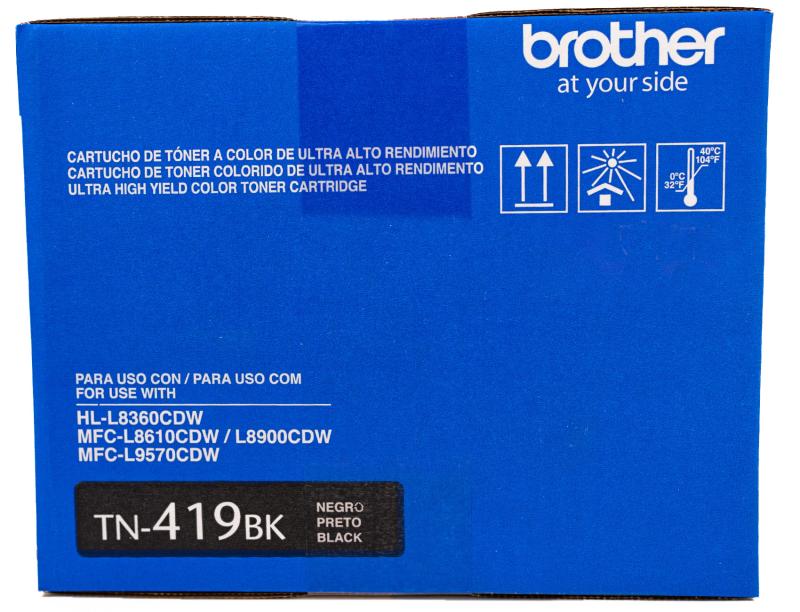 brother
at your side
CARTUCHO DE TÓNER A COLOR DE ULTRA ALTO RENDIMIENTO
CARTUCHO DE TONER COLORIDO DE ULTRA ALTO RENDIMENTO
ULTRA HIGH YIELD COLOR TONER CARTRIDGE
40°C
104°F
0°C
32°F
PARA USO CON / PARA USO COM
FOR USE WITH
HL-L8360CDW
MFC-L8610CDW / L8900CDW
MFC-L9570CDW
TN-419BK
NEGRO
PRETO
BLACK